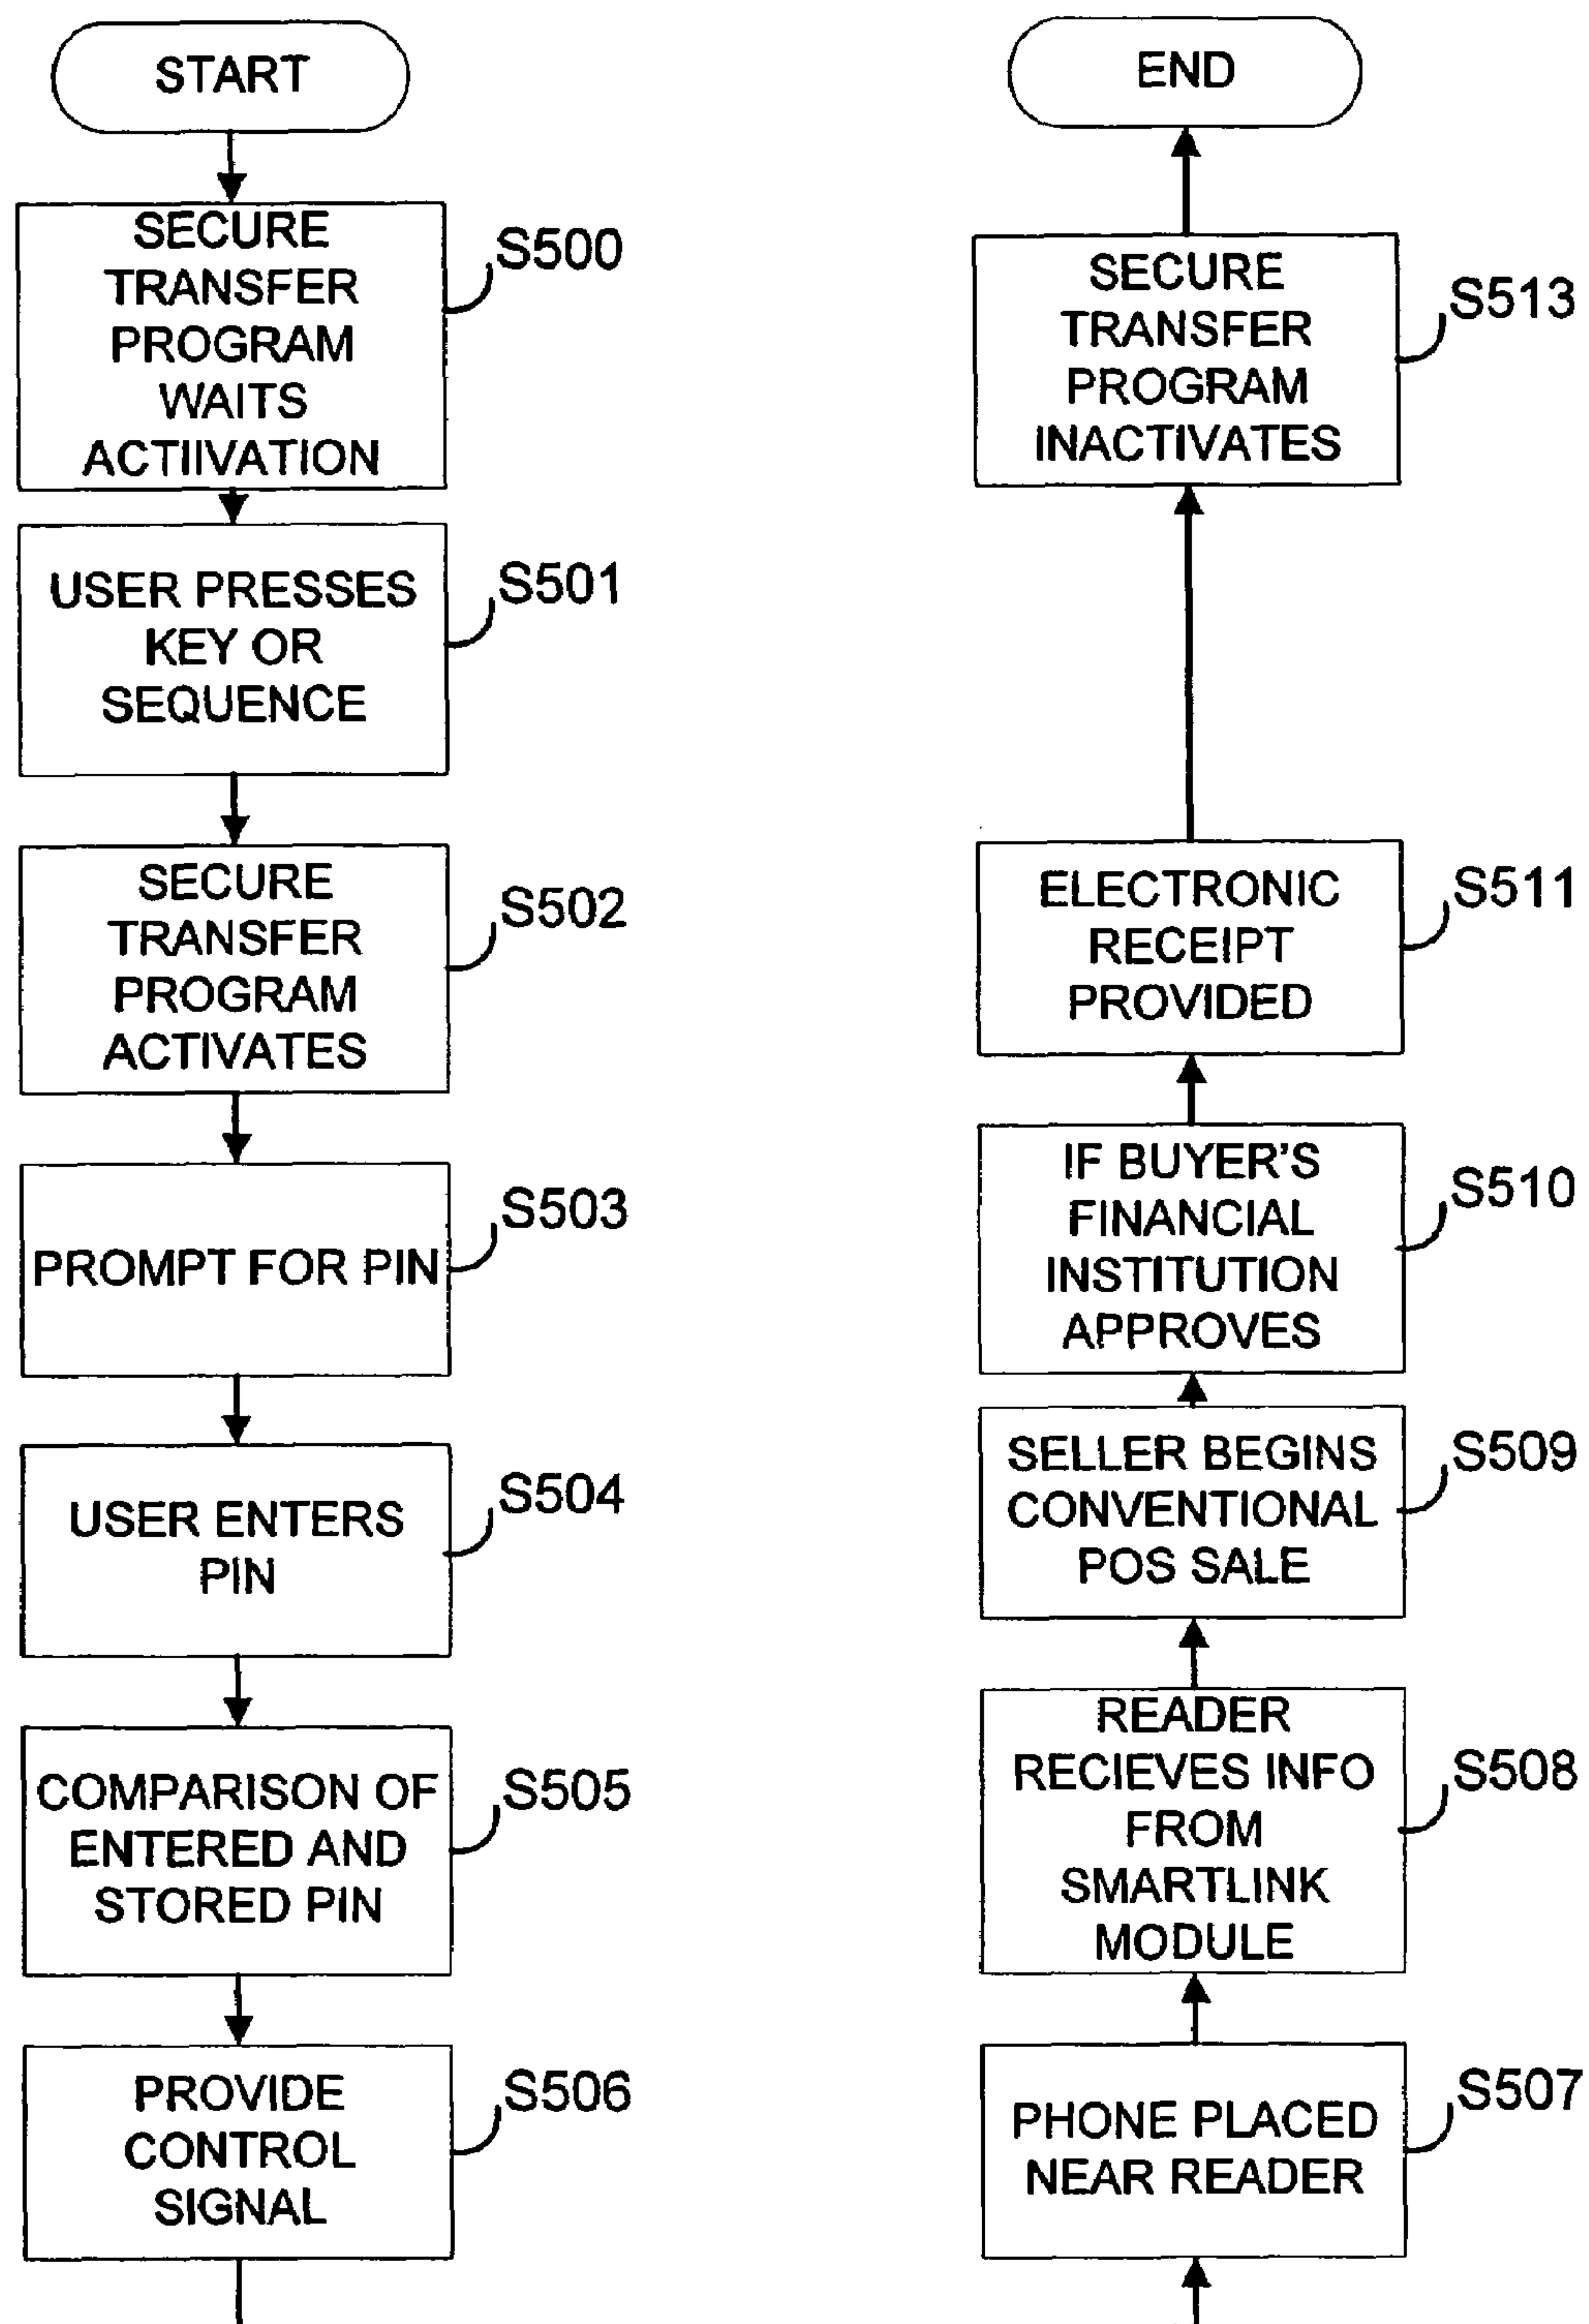 START
SECURE
TRANSFER
PROGRAM
WAITS
ACTIIVATION
S500
USER PRESSES
KEY OR
SEQUENCE
S501
SECURE
TRANSFER
PROGRAM
ACTIVATES
S502
PROMPT FOR PIN
S503
USER ENTERS
PIN
S504
COMPARISON OF
ENTERED AND
STORED PIN
S505
PROVIDE
CONTROL
SIGNAL
S506
PHONE PLACED
NEAR READER
S507
READER
RECIEVES INFO
FROM
SMARTLINK
MODULE
S508
SELLER BEGINS
CONVENTIONAL
POS SALE
S509
IF BUYER'S
FINANCIAL
INSTITUTION
APPROVES
S510
ELECTRONIC
RECEIPT
PROVIDED
S511
SECURE
TRANSFER
PROGRAM
INACTIVATES
S513
END